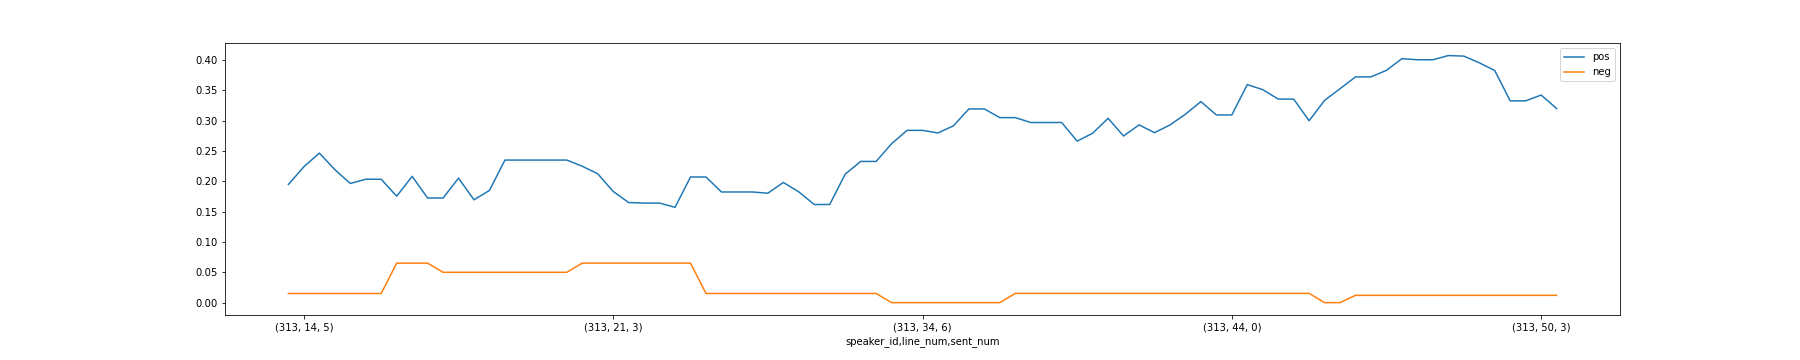 pos
neg
0.40
0.35
0.30
0.25
0.20
0.15
0.10
0.05
0.00
(313, 14, 5) (313, 21, 3) (313, 34, 6) (313, 44, 0) (313, 50, 3)
speaker_id,line_num,sent_num